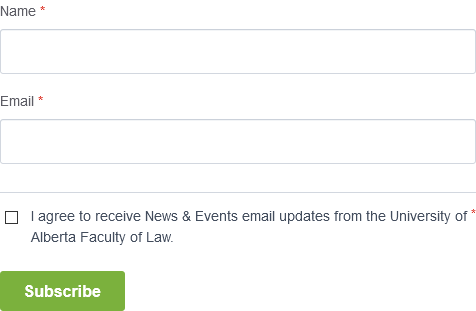 Name *
Email *
I agree to receive News & Events email updates from the University of *
Alberta Faculty of Law.
Subscribe